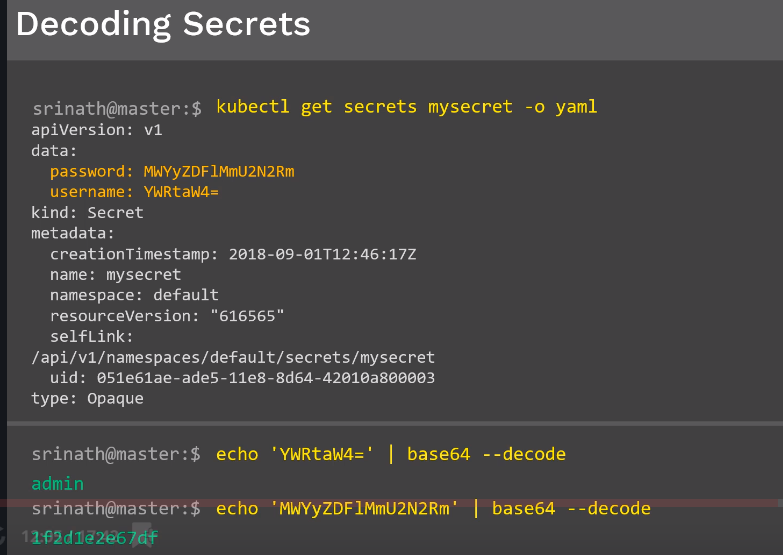 Decoding Secrets
srinath@master:$ kubectl get secrets mysecret -o yaml
apiVersion: v1
data:
  password: MWYyZDFlMmU2N2Rm
  username: YWRtaW4=
kind: Secret
metadata:
  creationTimestamp: 2018-09-01T12:46:17Z
  name: mysecret
  namespace: default
  resourceVersion: "616565"
  selfLink:
/api/v1/namespaces/default/secrets/mysecret
  uid: 051e61ae-ade5-11e8-8d64-42010a800003
type: Opaque
srinath@master:$ echo 'YWRtaW4=' | base64 --decode
admin
srinath@master:$ echo 'MWYyZDFlMmU2N2Rm' | base64 --decode
1f2d1e2e67df